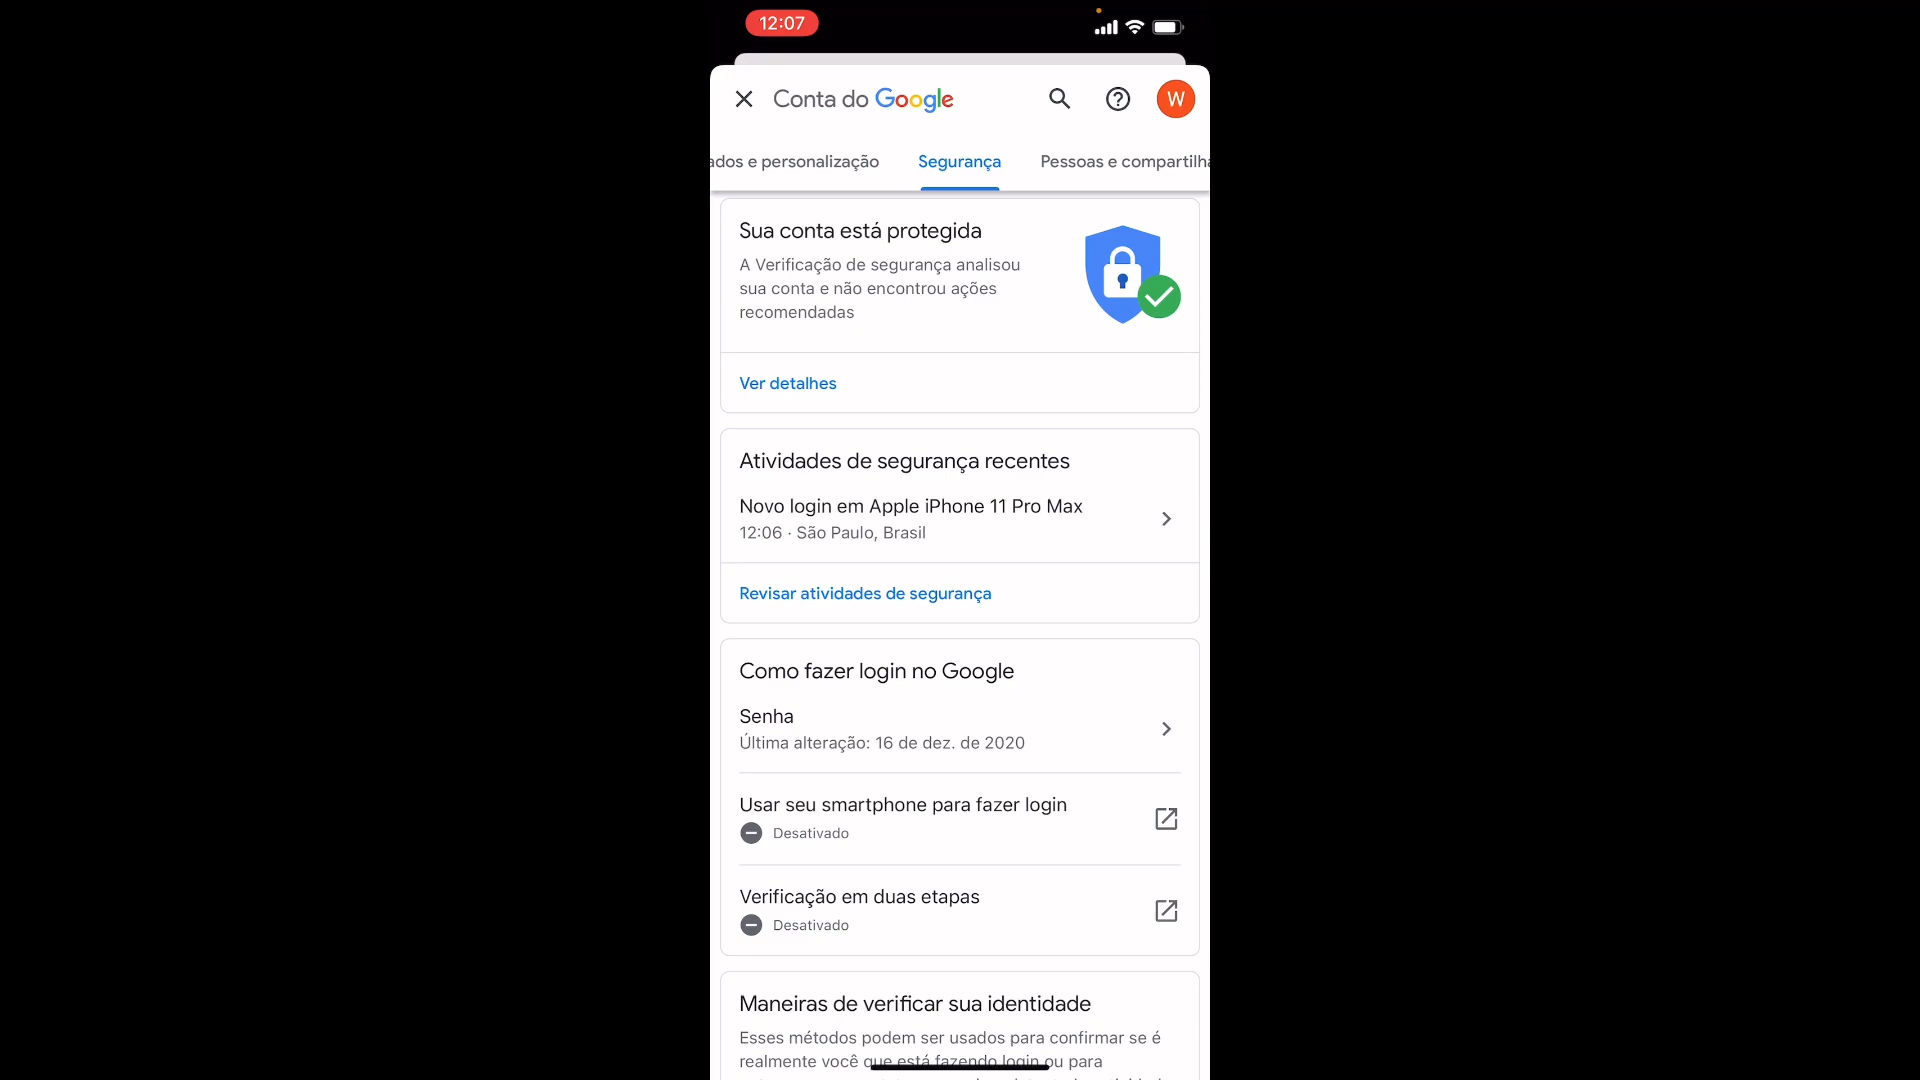 12:07
Conta do Google
W
ados e personalização
Segurança
Pessoas e compartilha
Sua conta está protegida
A Verificação de segurança analisou
sua conta e não encontrou ações
recomendadas
Ver detalhes
Atividades de segurança recentes
Novo login em Apple iPhone 11 Pro Max
12:06 · São Paulo, Brasil
Revisar atividades de segurança
Como fazer login no Google
Senha
Última alteração: 16 de dez. de 2020
Usar seu smartphone para fazer login
Desativado
Verificação em duas etapas
Desativado
Maneiras de verificar sua identidade
Esses métodos podem ser usados para confirmar se é
realmente você que está fazendo login ou para